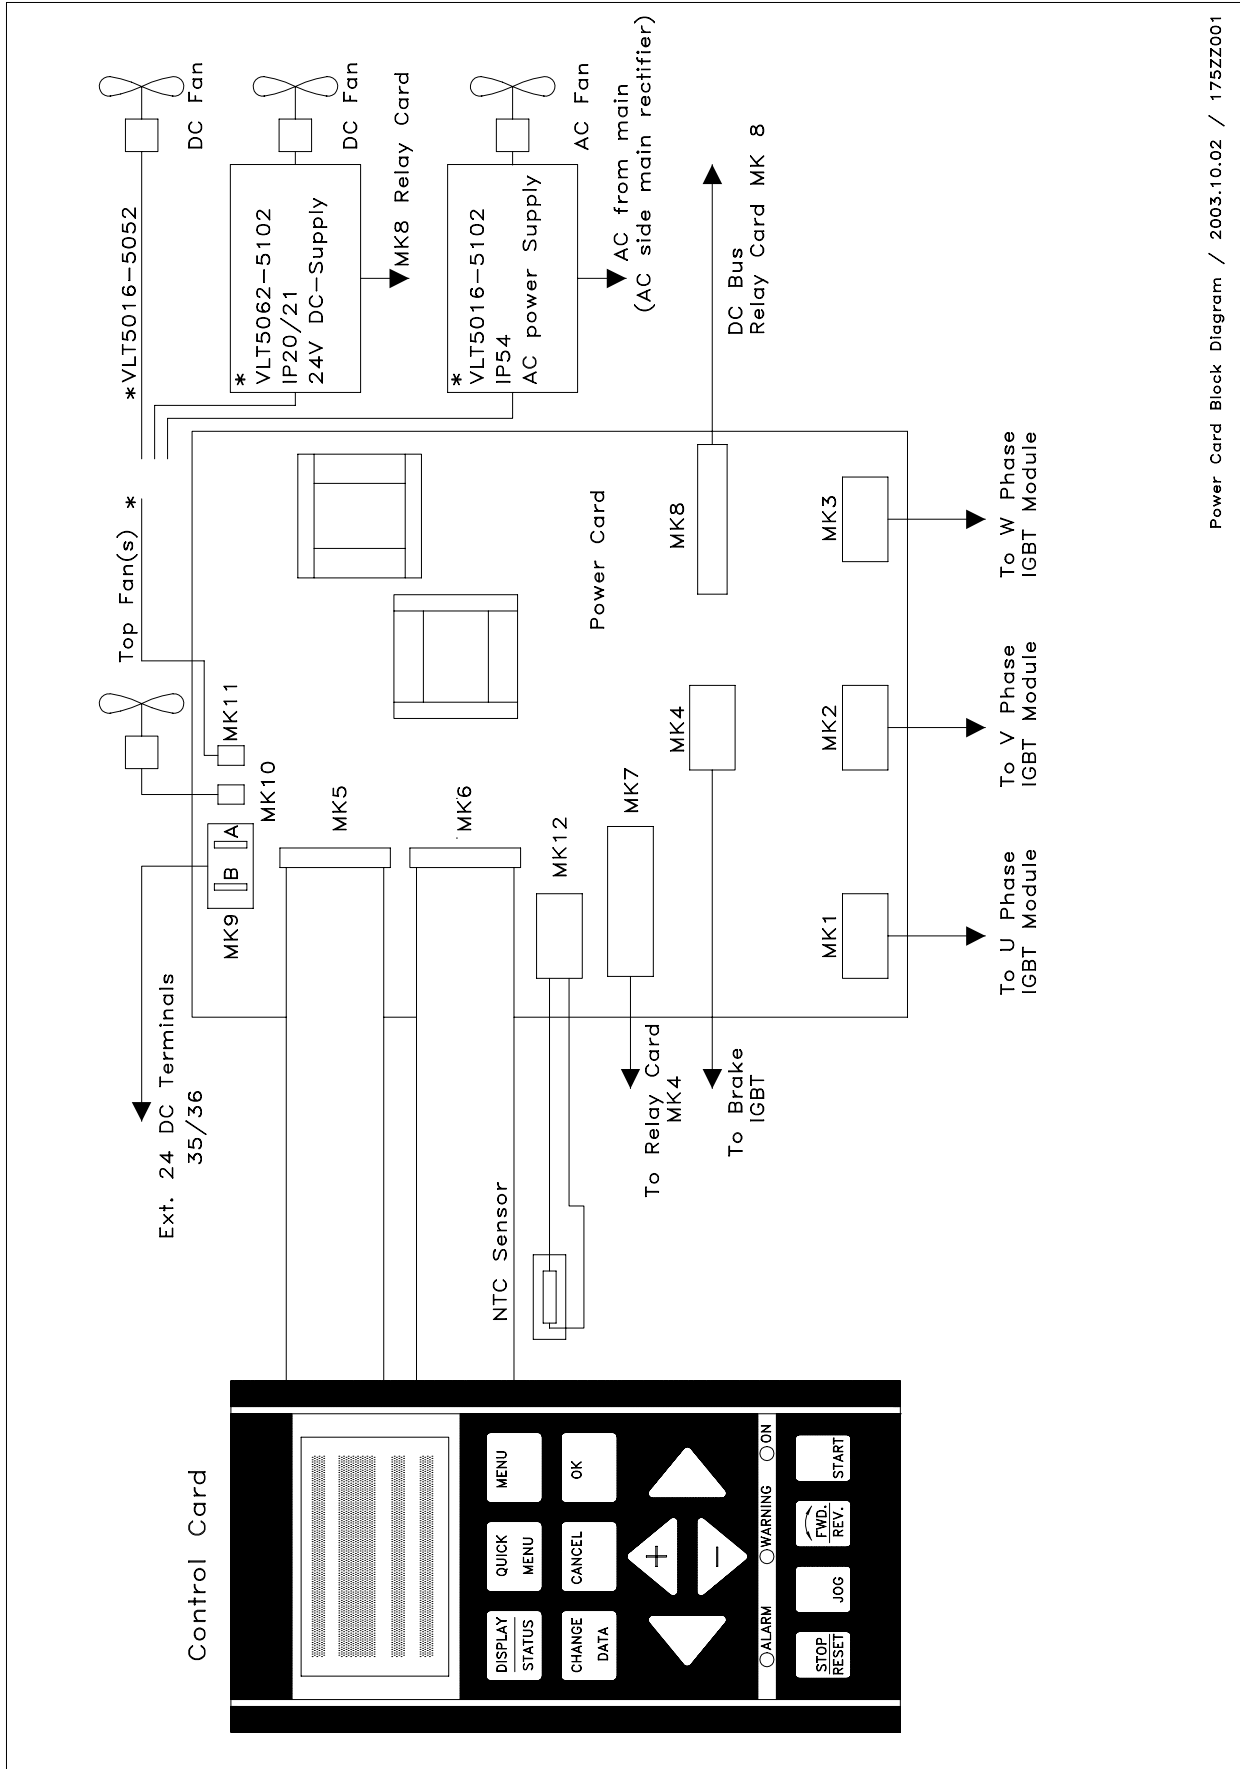 Control Card
DISPLAY
STATUS
QUICK
MENU
MENU
CHANGE
DATA
CANCEL
OK
+
−
ALARM
WARNING
ON
STOP
RESET
JOG
FWD.
REV.
START
Ext. 24 DC Terminals
35/36
NTC Sensor
To Relay Card
MK4
To Brake
IGBT
MK9
B
A
MK10
MK11
Top Fan(s) *
MK5
MK6
MK12
MK7
MK4
MK8
Power Card
MK1
MK2
MK3
To U Phase
IGBT Module
To V Phase
IGBT Module
To W Phase
IGBT Module
*VLT5016-5052
DC Fan
*
VLT5062-5102
IP20/21
24V DC-Supply
DC Fan
MK8 Relay Card
*
VLT5016-5102
IP54
AC power Supply
AC Fan
AC from main
(AC side main rectifier)
DC Bus
Relay Card MK 8
Power Card Block Diagram / 2003.10.02 / 175ZZ001